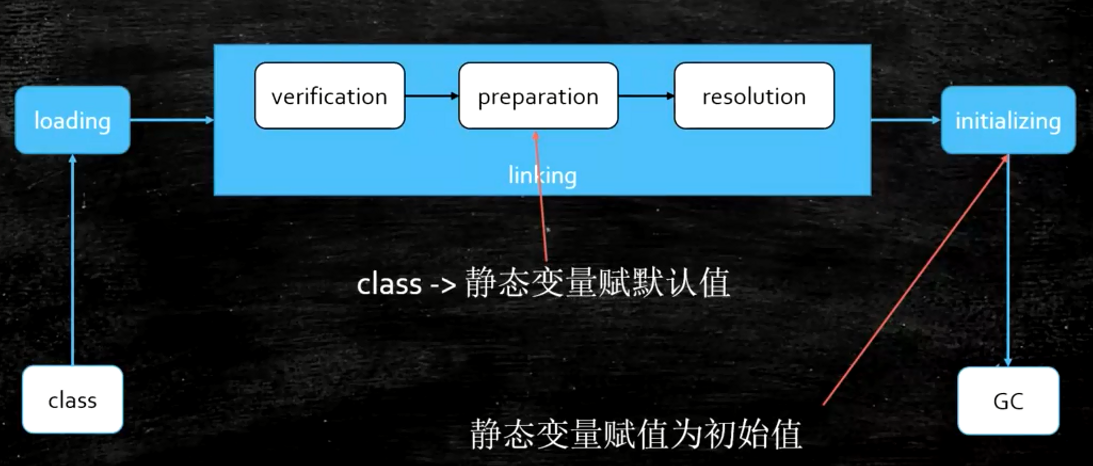 verification
preparation
resolution
loading
initializing
linking
class -> 静态变量赋默认值
class
GC
静态变量赋值为初始值